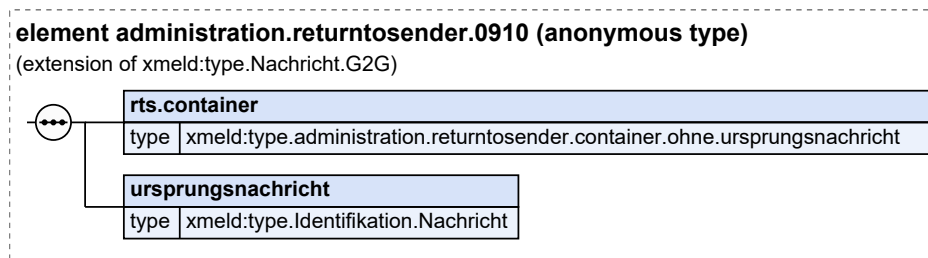 element administration.returntosender.0910 (anonymous type)
(extension of xmeld:type.Nachricht.G2G)
rts.container
type xmeld:type.administration.returntosender.container.ohne.ursprungsnachricht
ursprungsnachricht
type xmeld:type.Identifikation.Nachricht